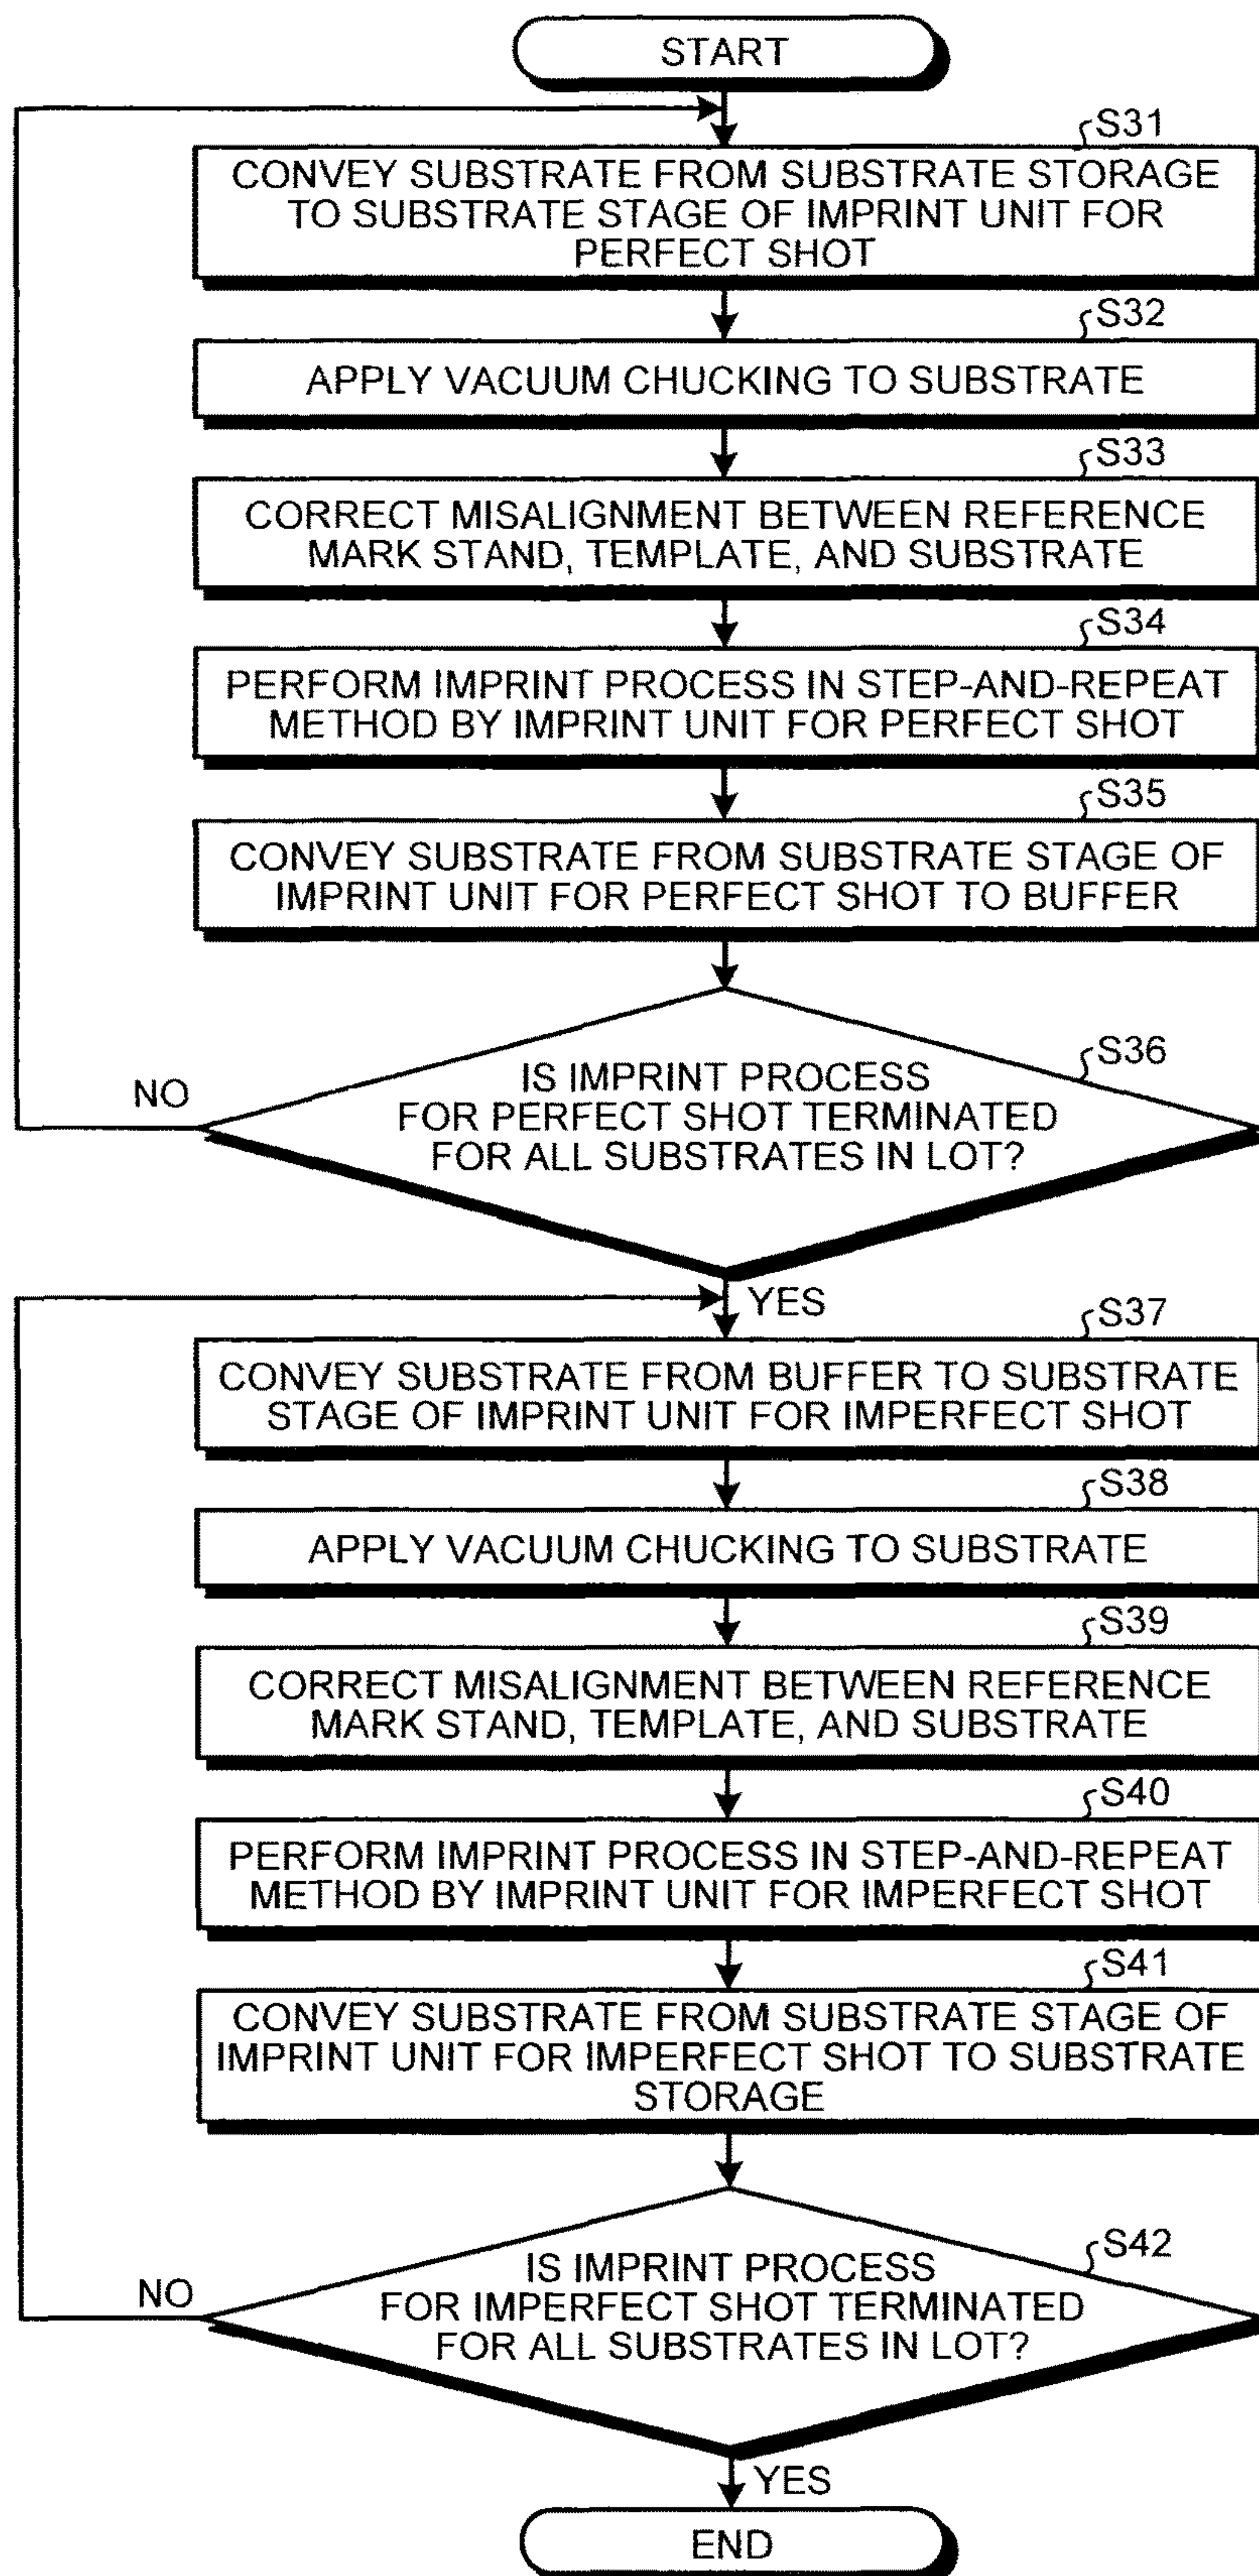 START
S31
CONVEY SUBSTRATE FROM SUBSTRATE STORAGE
TO SUBSTRATE STAGE OF IMPRINT UNIT FOR
PERFECT SHOT
S32
APPLY VACUUM CHUCKING TO SUBSTRATE
S33
CORRECT MISALIGNMENT BETWEEN REFERENCE
MARK STAND, TEMPLATE, AND SUBSTRATE
S34
PERFORM IMPRINT PROCESS IN STEP-AND-REPEAT
METHOD BY IMPRINT UNIT FOR PERFECT SHOT
S35
CONVEY SUBSTRATE FROM SUBSTRATE STAGE OF
IMPRINT UNIT FOR PERFECT SHOT TO BUFFER
S36
IS IMPRINT PROCESS
FOR PERFECT SHOT TERMINATED
FOR ALL SUBSTRATES IN LOT?
NO
YES
S37
CONVEY SUBSTRATE FROM BUFFER TO SUBSTRATE
STAGE OF IMPRINT UNIT FOR IMPERFECT SHOT
S38
APPLY VACUUM CHUCKING TO SUBSTRATE
S39
CORRECT MISALIGNMENT BETWEEN REFERENCE
MARK STAND, TEMPLATE, AND SUBSTRATE
S40
PERFORM IMPRINT PROCESS IN STEP-AND-REPEAT
METHOD BY IMPRINT UNIT FOR IMPERFECT SHOT
S41
CONVEY SUBSTRATE FROM SUBSTRATE STAGE OF
IMPRINT UNIT FOR IMPERFECT SHOT TO SUBSTRATE
STORAGE
S42
IS IMPRINT PROCESS
FOR IMPERFECT SHOT TERMINATED
FOR ALL SUBSTRATES IN LOT?
NO
YES
END